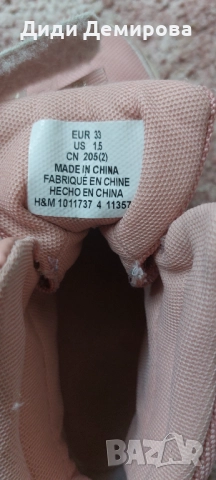 Диди Демирова
EUR 33
US 1,5
CN 205(2)
MADE IN CHINA
FABRIQUÉ EN CHINE
HECHO EN CHINA
H&M 1011737 4 11357
BAZAR